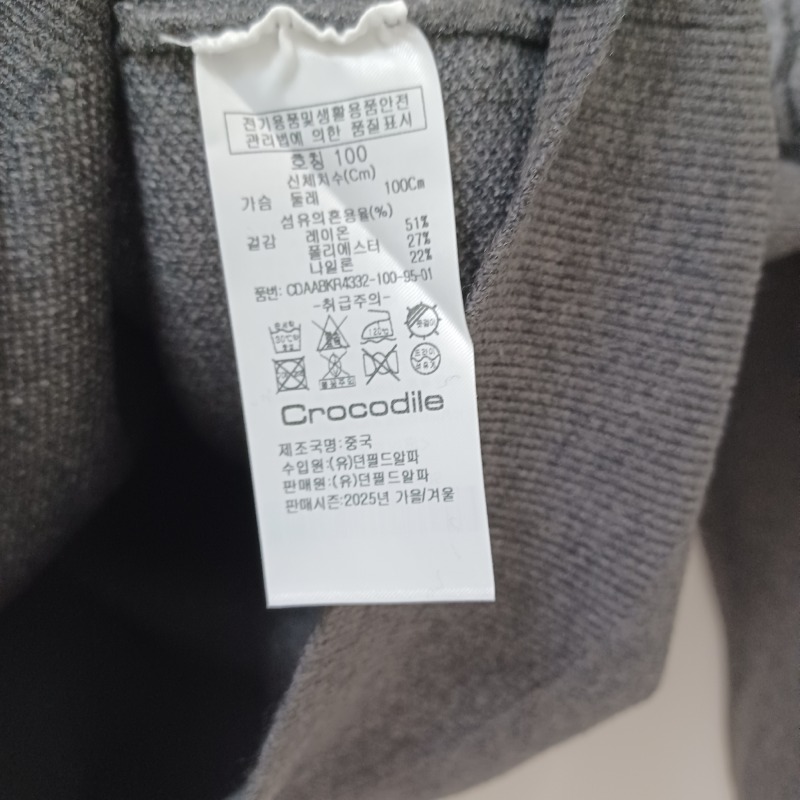 전기용품및생활용품안전
관리법에 의한 품질표시
호칭 100
신체치수(Cm)
가슴 둘레 100Cm
섬유의혼용율(%)
겉감 레이온 51%
폴리에스터 27%
나일론 22%
품번: CDAABKR4332-100-95-01
-취급주의-
120℃
Crocodile
제조국명:중국
수입원:(유)던필드알파
판매원:(유)던필드알파
판매시즌:2025년 가을/겨울